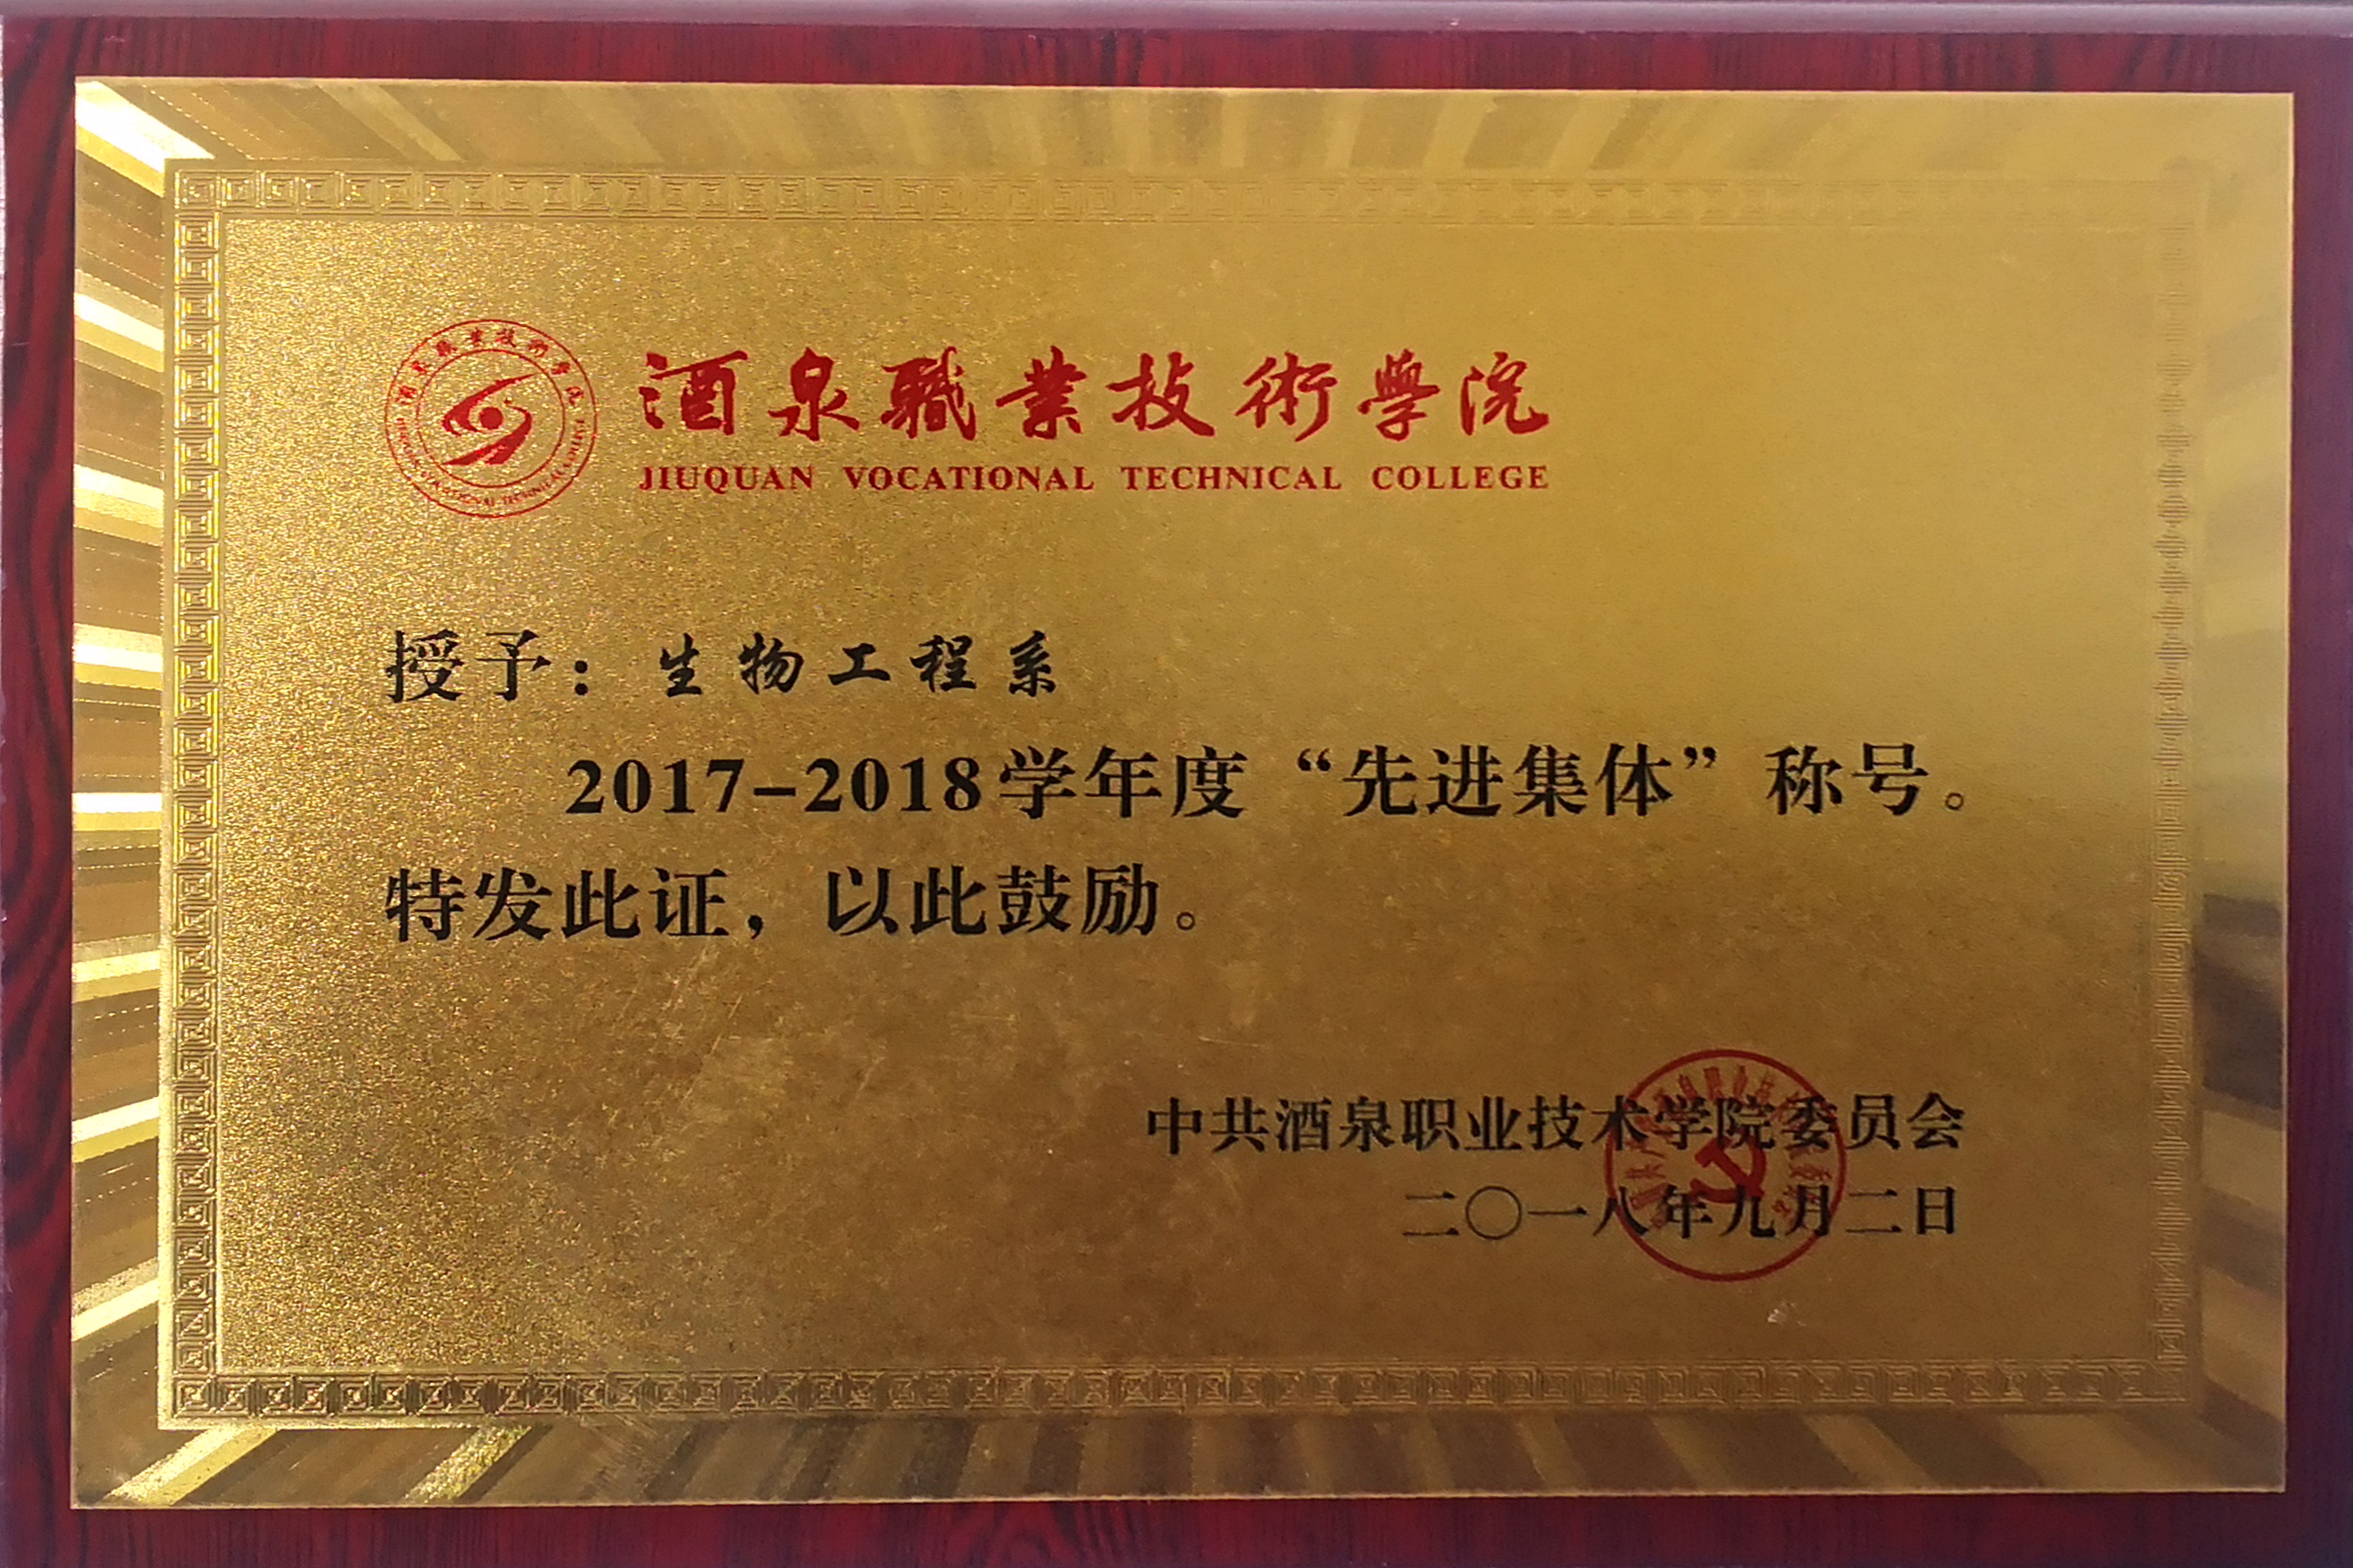 酒泉職業技術學院
JIUQUAN VOCATIONAL TECHNICAL COLLEGE
授予：生物工程系
2017-2018学年度“先进集体”称号。
特发此证，以此鼓励。
中共酒泉职业技术学院委员会
二〇一八年九月二日